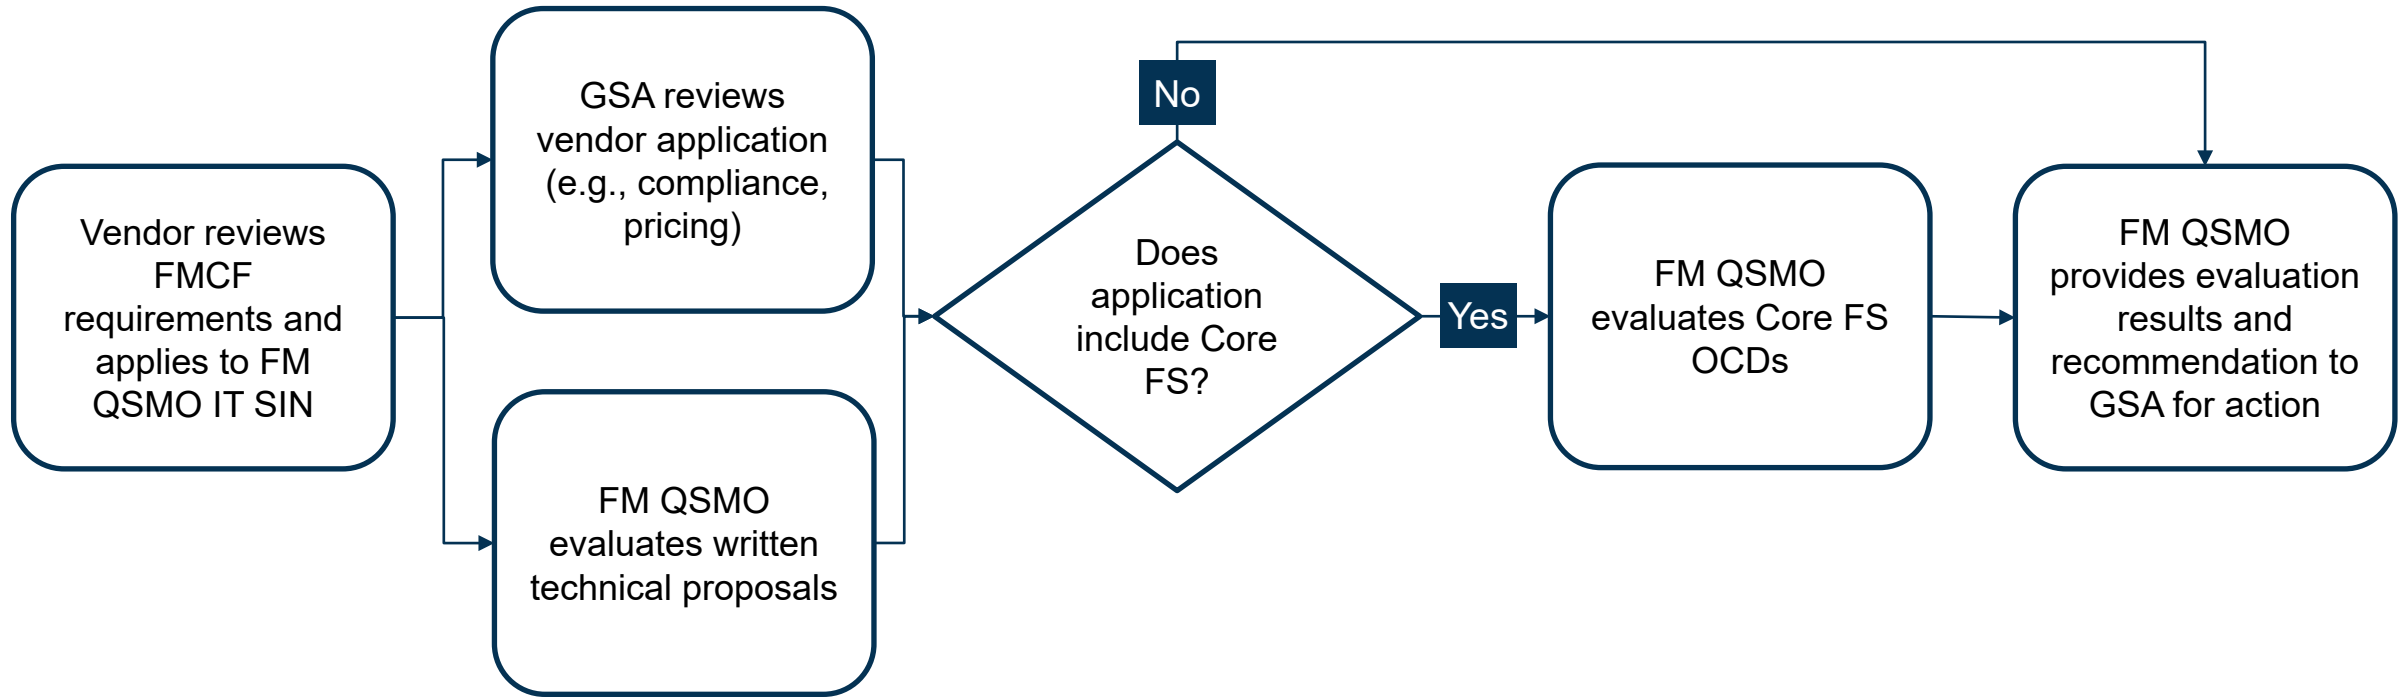 Vendor reviews
FMCF
requirements and
applies to FM
QSMO IT SIN
GSA reviews
vendor application
(e.g., compliance,
pricing)
FM QSMO
evaluates written
technical proposals
Does
application
include Core
FS?
No
Yes
FM QSMO
evaluates Core FS
OCDs
FM QSMO
provides evaluation
results and
recommendation to
GSA for action